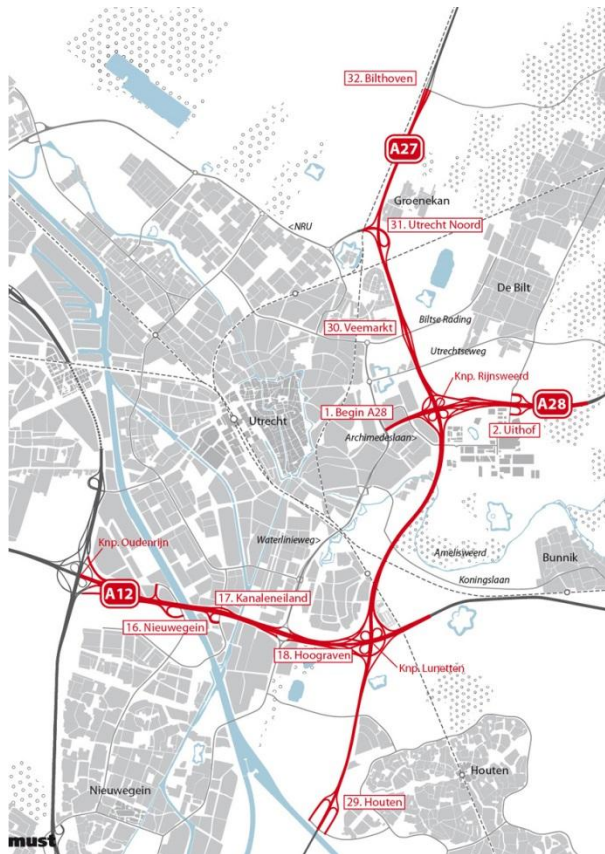 32. Bilthoven
A27
Groenekan
<NRU
31. Utrecht Noord
De Bilt
Biltse Rading
30. Veemarkt
Utrechtseweg
Knp. Rijnsweerd
1. Begin A28
A28
Utrecht
2. Uithof
Archimedeslaan>
Waterlinieweg>
Knp. Oudenrijn
Amelisweerd
Bunnik
Koningslaan
A12
17. Kanaleneiland
16. Nieuwegein
18. Hoograven
Knp. Lunetten
Houten
Nieuwegein
29. Houten
must